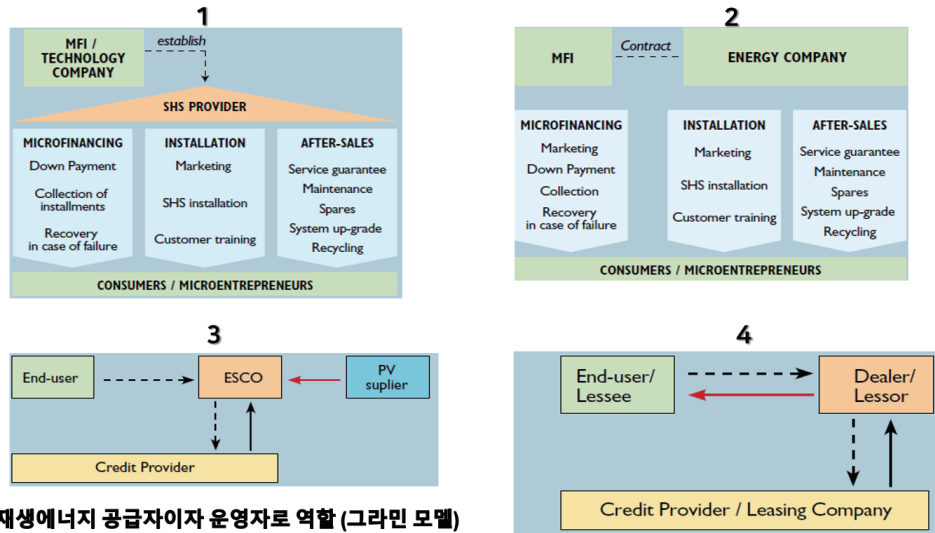 1
MFI /
TECHNOLOGY
COMPANY
establish
SHS PROVIDER
MICROFINANCING
Down Payment
Collection of
installments
Recovery
in case of failure
INSTALLATION
Marketing
SHS installation
Customer training
AFTER-SALES
Service guarantee
Maintenance
Spares
System up-grade
Recycling
CONSUMERS / MICROENTREPRENEURS
2
MFI
Contract
ENERGY COMPANY
MICROFINANCING
Marketing
Down Payment
Collection
Recovery
in case of failure
INSTALLATION
Marketing
SHS installation
Customer training
AFTER-SALES
Service guarantee
Maintenance
Spares
System up-grade
Recycling
CONSUMERS / MICROENTREPRENEURS
3
End-user
ESCO
PV
suplier
Credit Provider
재생에너지 공급자이자 운영자로 역할 (그라민 모델)
4
End-user/
Lessee
Dealer/
Lessor
Credit Provider / Leasing Company